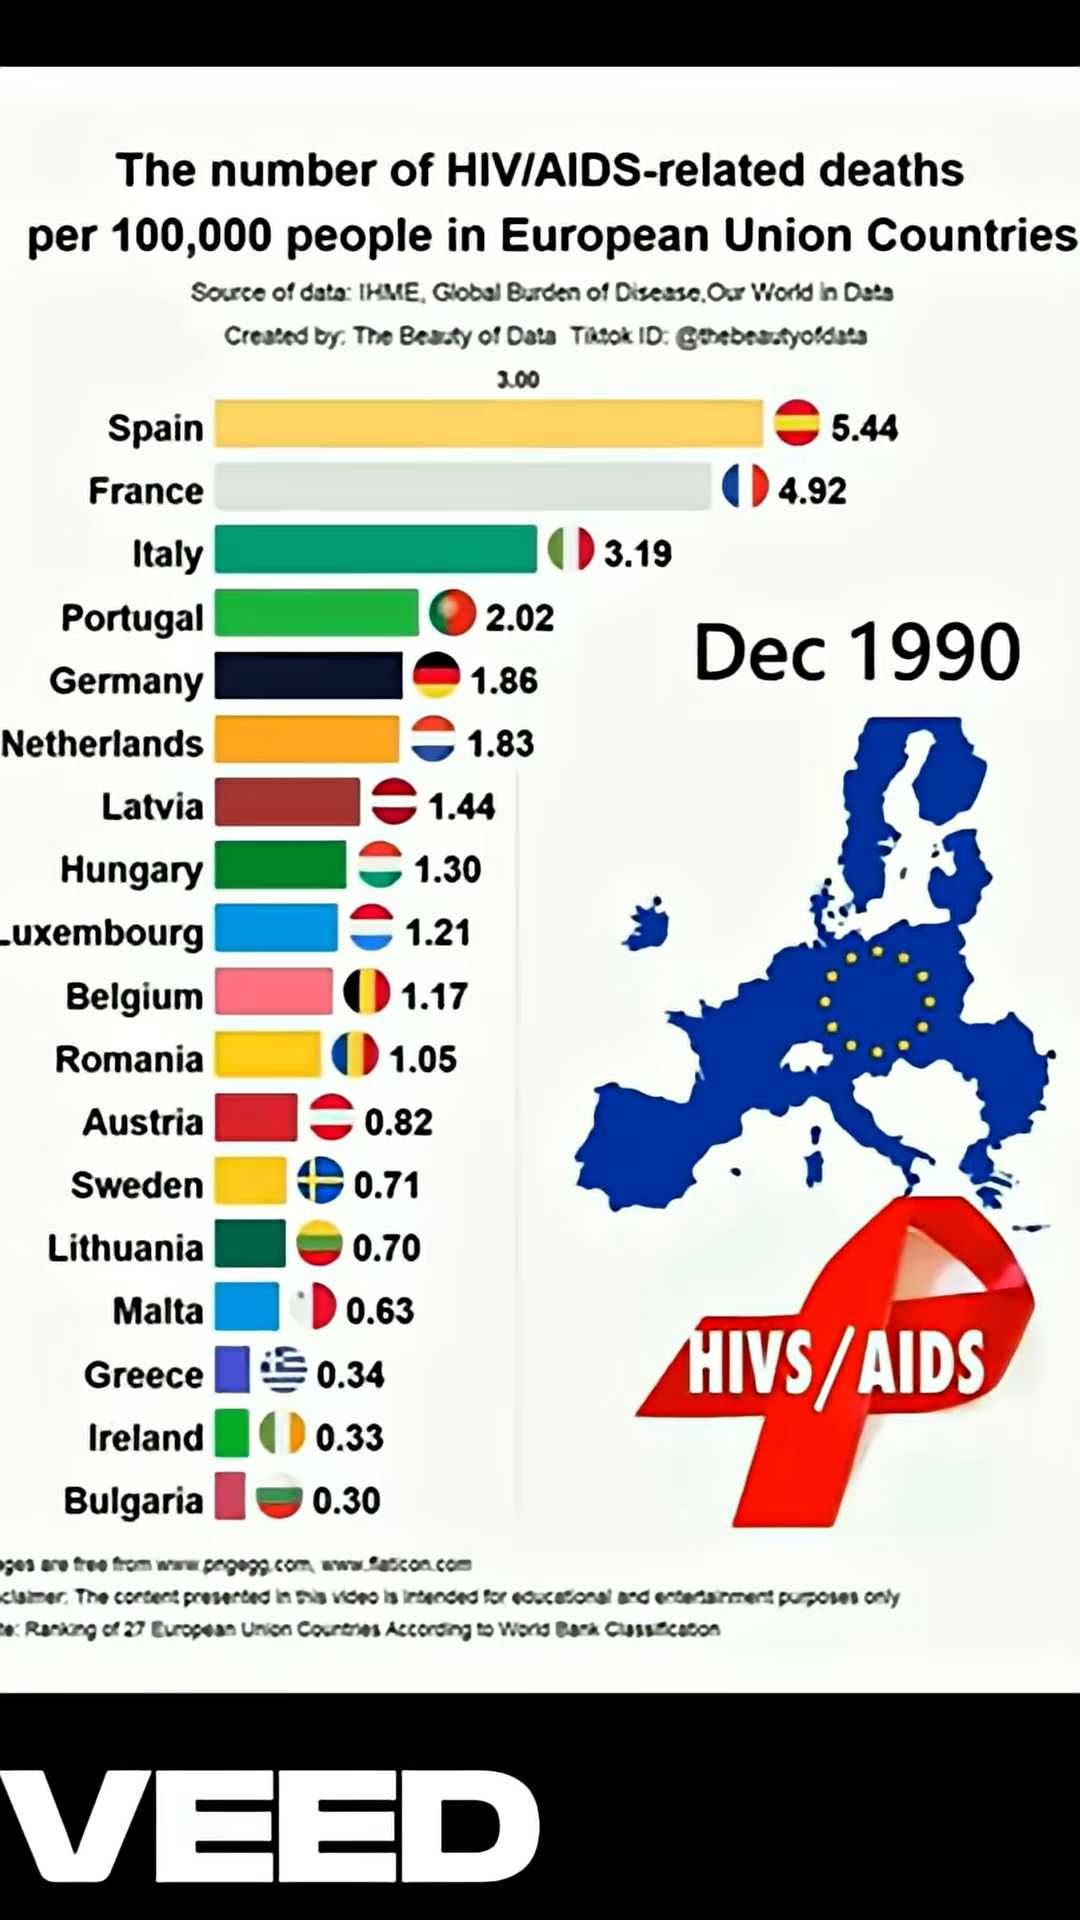 The number of HIV/AIDS-related deaths
per 100,000 people in European Union Countries
Source of data: IHME, Global Burden of Disease,Our World in Data
Created by: The Beauty of Data Tiktok ID: @thebeautyofdata
3.00
Spain 5.44
France 4.92
Italy 3.19
Portugal 2.02
Germany 1.86
Netherlands 1.83
Latvia 1.44
Hungary 1.30
Luxembourg 1.21
Belgium 1.17
Romania 1.05
Austria 0.82
Sweden 0.71
Lithuania 0.70
Malta 0.63
Greece 0.34
Ireland 0.33
Bulgaria 0.30
Dec 1990
HIVS/AIDS
ges are free from www.pngegg.com, www.flaticon.com
claimer: The content presented in this video is intended for educational and entertainment purposes only
te: Ranking of 27 European Union Countries According to World Bank Classification
VEED